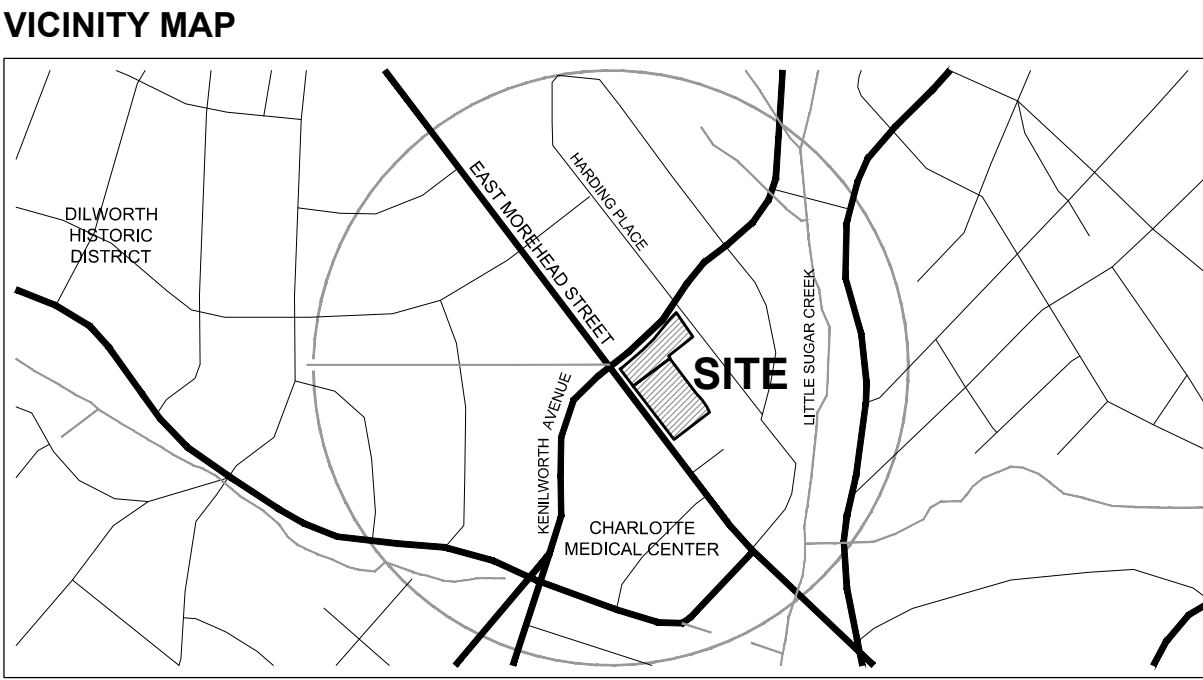 VICINITY MAP
DILWORTH
HISTORIC
DISTRICT
EAST MOREHEAD STREET
HARDING PLACE
SITE
LITTLE SUGAR CREEK
KENILWORTH AVENUE
CHARLOTTE
MEDICAL CENTER